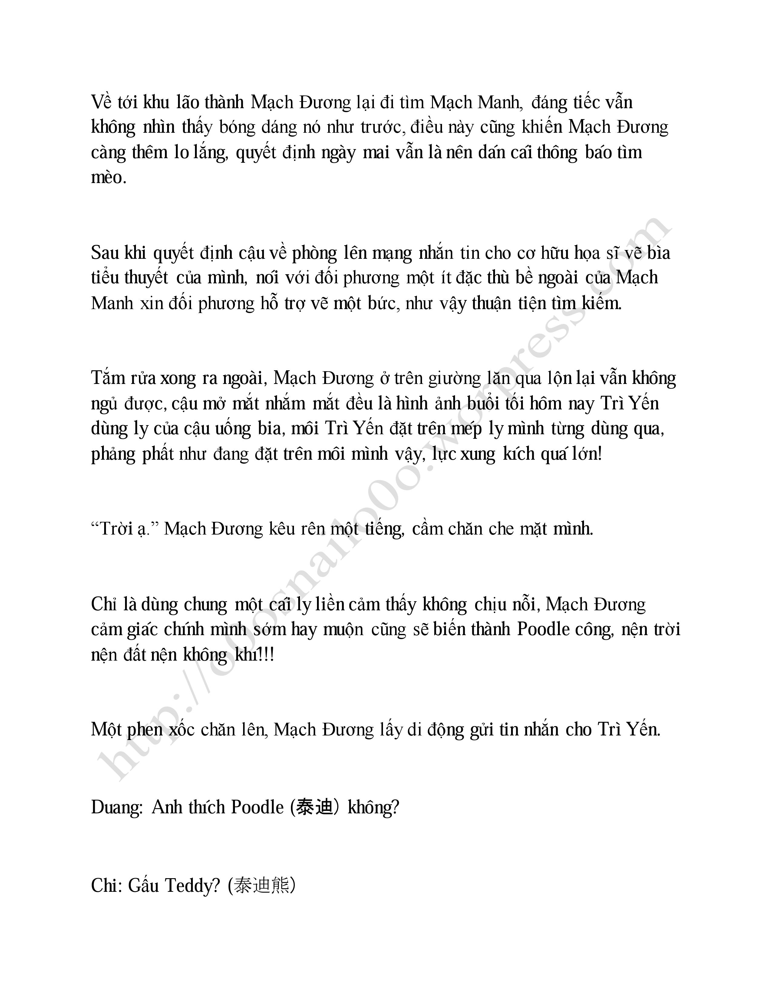 Về tới khu lão thành Mạch Đương lại đi tìm Mạch Manh, đáng tiếc vẫn
không nhìn thấy bóng dáng nó như trước, điều này cũng khiến Mạch Đương
càng thêm lo lắng, quyết định ngày mai vẫn là nên dán cái thông báo tìm
mèo.
Sau khi quyết định cậu về phòng lên mạng nhắn tin cho cơ hữu họa sĩ vẽ bìa
tiểu thuyết của mình, nói với đối phương một ít đặc thù bề ngoài của Mạch
Manh xin đối phương hỗ trợ vẽ một bức, như vậy thuận tiện tìm kiếm.
Tắm rửa xong ra ngoài, Mạch Đương ở trên giường lăn qua lộn lại vẫn không
ngủ được, cậu mở mắt nhắm mắt đều là hình ảnh buổi tối hôm nay Trì Yến
dùng ly của cậu uống bia, môi Trì Yến đặt trên mép ly mình từng dùng qua,
phảng phất như đang đặt trên môi mình vậy, lực xung kích quá lớn!
“Trời ạ.” Mạch Đương kêu rên một tiếng, cầm chăn che mặt mình.
Chỉ là dùng chung một cái ly liền cảm thấy không chịu nỗi, Mạch Đương
cảm giác chính mình sớm hay muộn cũng sẽ biến thành Poodle công, nện trời
nện đất nện không khí!!!
Một phen xốc chăn lên, Mạch Đương lấy di động gửi tin nhắn cho Trì Yến.
Duang: Anh thích Poodle (泰迪) không?
Chi: Gấu Teddy? (泰迪熊)
http://o0osnailo0o.worpress.com